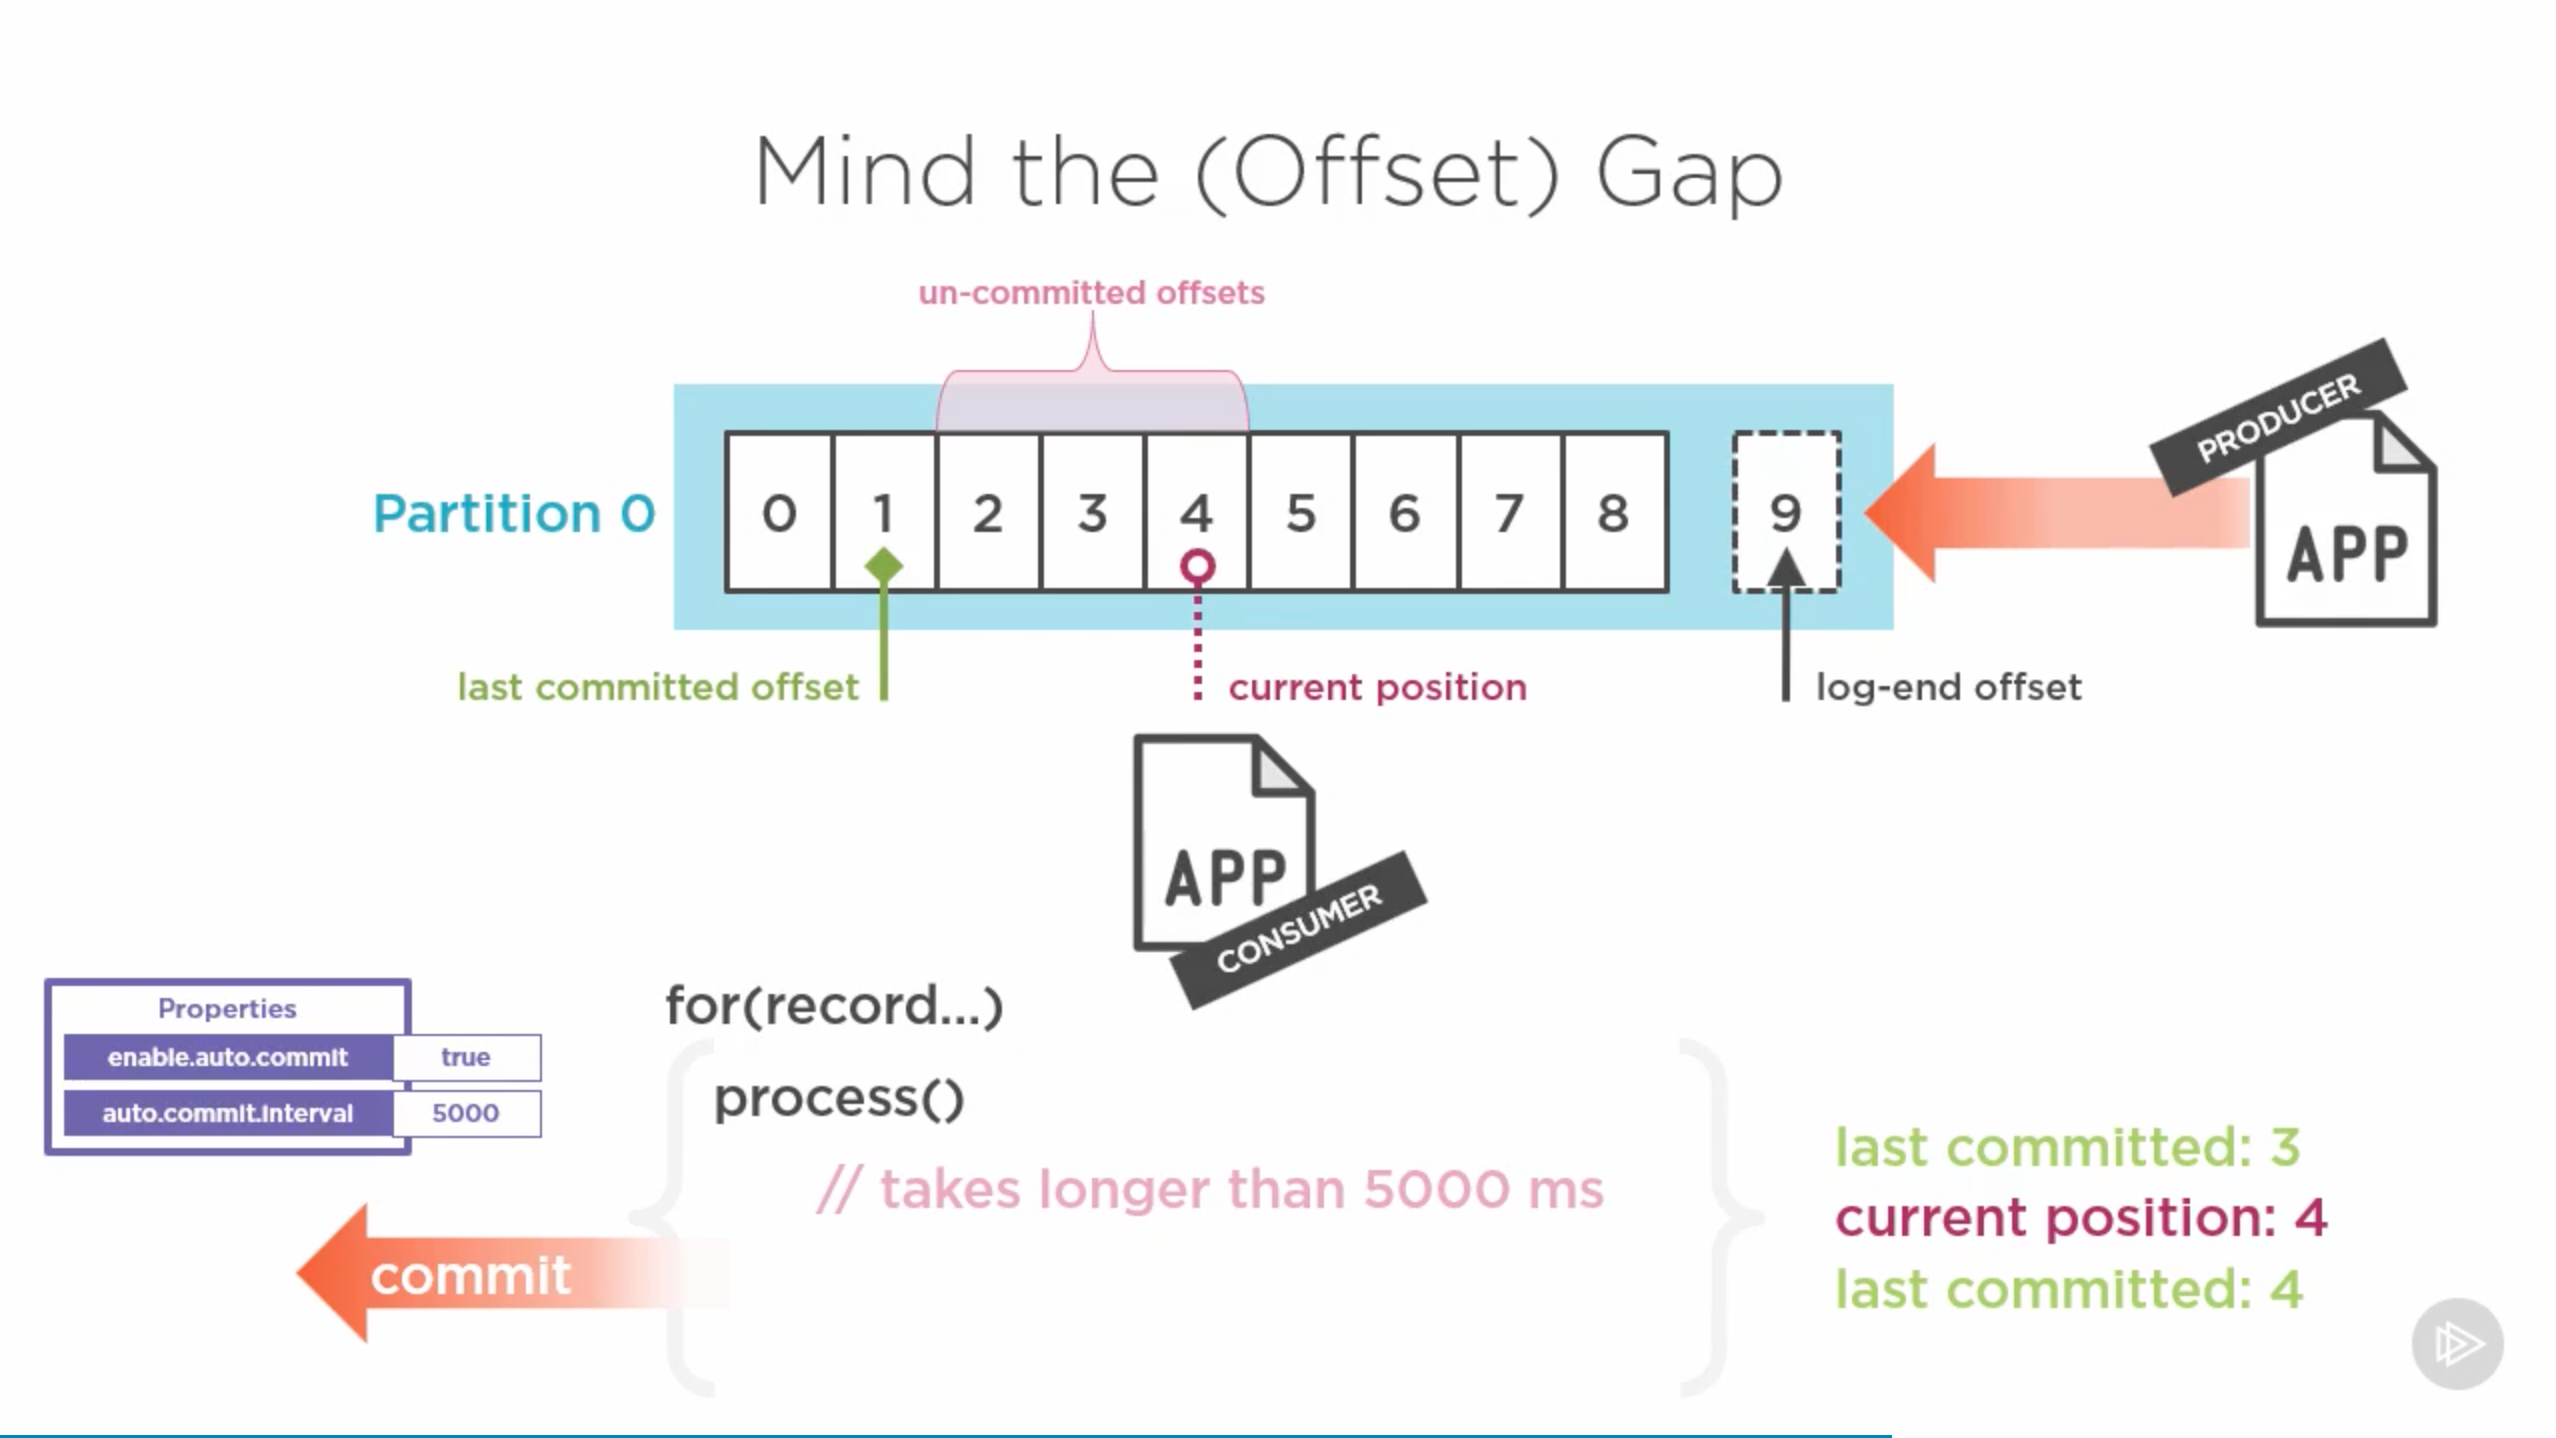 Mind the (Offset) Gap
un-committed offsets
PRODUCER
APP
Partition 0
0 1 2 3 4 5 6 7 8 9
last committed offset
current position
log-end offset
APP
CONSUMER
Properties
enable.auto.commit true
auto.commit.interval 5000
commit
for(record...)
process()
// takes longer than 5000 ms
last committed: 3
current position: 4
last committed: 4